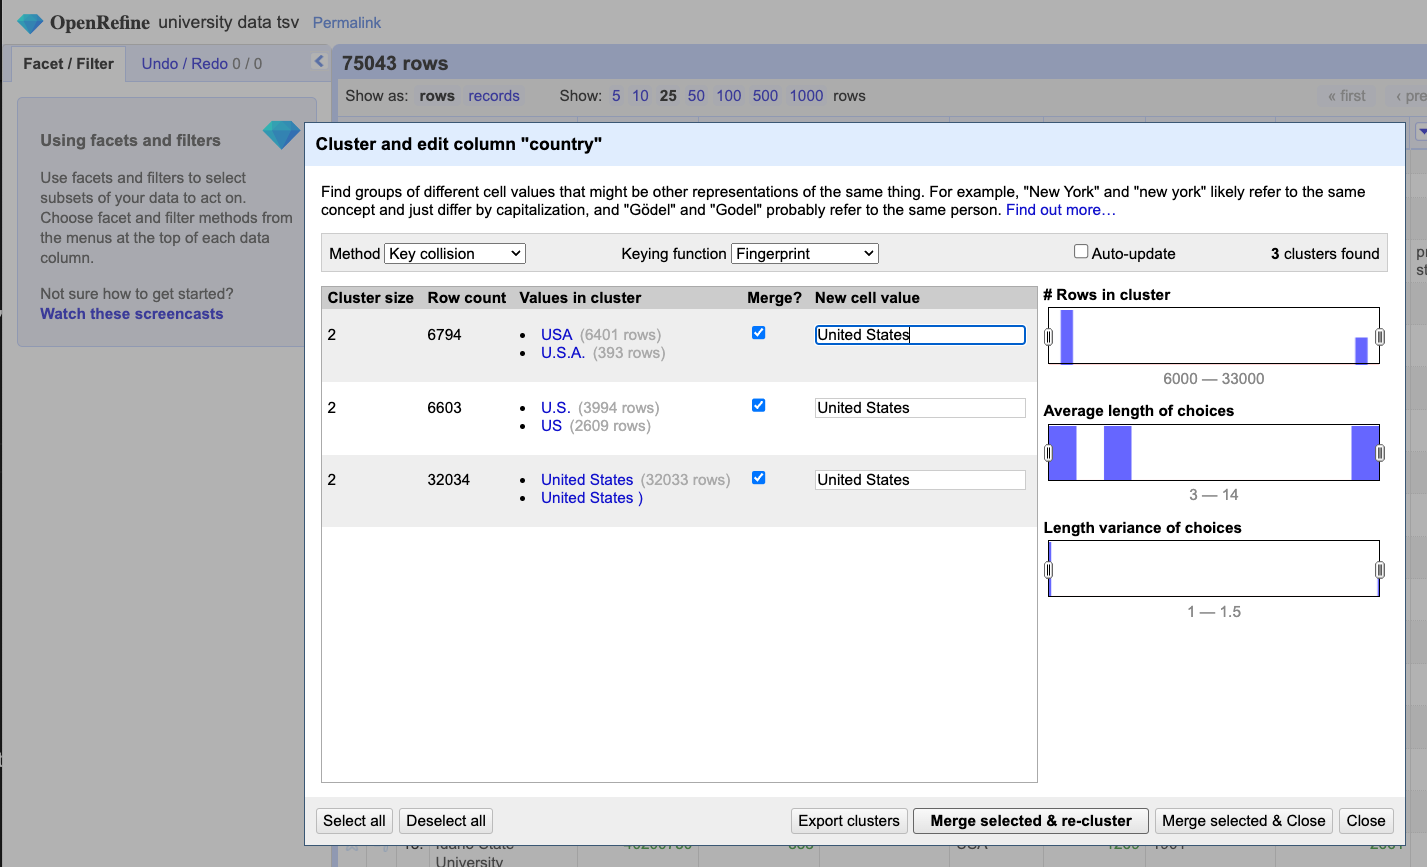 OpenRefine university data tsv Permalink
Facet / Filter Undo / Redo 0 / 0
75043 rows
Show as: rows records Show: 5 10 25 50 100 500 1000 rows « first ‹ pre
Using facets and filters
Use facets and filters to select
subsets of your data to act on.
Choose facet and filter methods from
the menus at the top of each data
column.
Not sure how to get started?
Watch these screencasts
Cluster and edit column "country"
Find groups of different cell values that might be other representations of the same thing. For example, "New York" and "new york" likely refer to the same
concept and just differ by capitalization, and "Gödel" and "Godel" probably refer to the same person. Find out more…
Method Key collision Keying function Fingerprint Auto-update 3 clusters found
Cluster size Row count Values in cluster Merge? New cell value
2 6794 • USA (6401 rows) United States
• U.S.A. (393 rows)
2 6603 • U.S. (3994 rows) United States
• US (2609 rows)
2 32034 • United States (32033 rows) United States
• United States )
# Rows in cluster
6000 — 33000
Average length of choices
3 — 14
Length variance of choices
1 — 1.5
Select all Deselect all Export clusters Merge selected & re-cluster Merge selected & Close Close
University